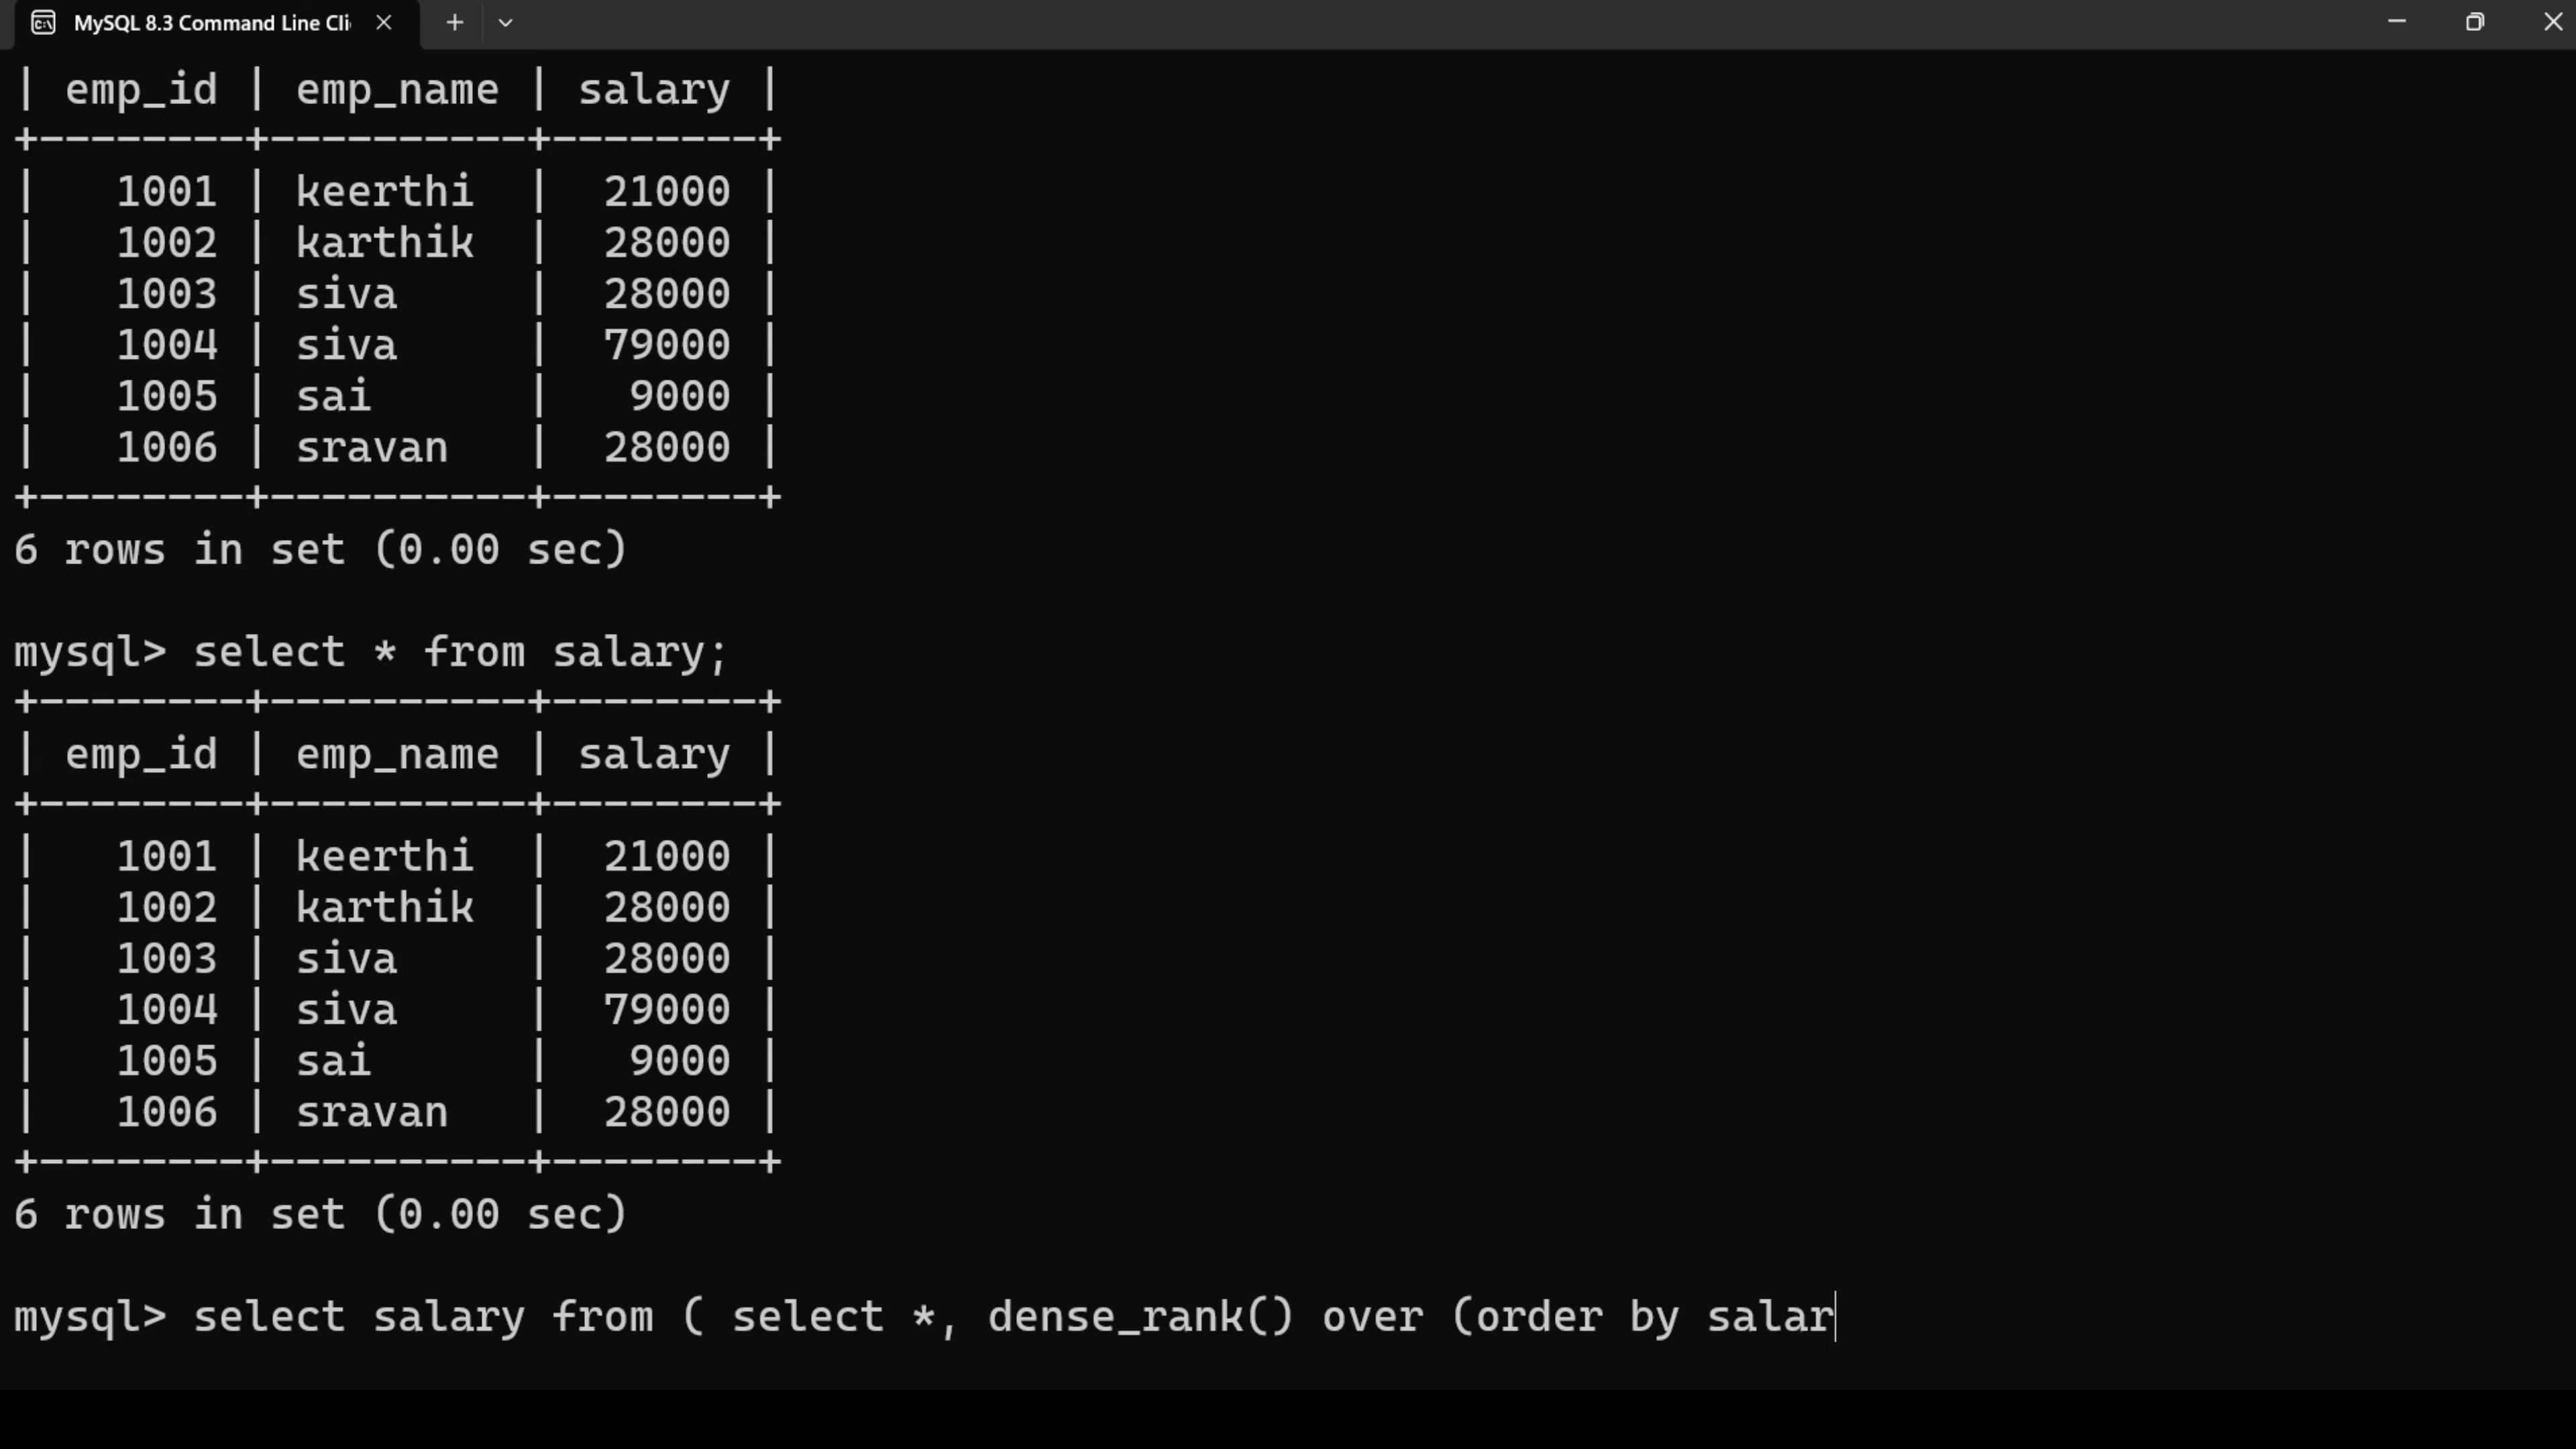 MySQL 8.3 Command Line Cli
| emp_id | emp_name | salary |
+--------+----------+--------+
|   1001 | keerthi  |  21000 |
|   1002 | karthik  |  28000 |
|   1003 | siva     |  28000 |
|   1004 | siva     |  79000 |
|   1005 | sai      |   9000 |
|   1006 | sravan   |  28000 |
+--------+----------+--------+
6 rows in set (0.00 sec)
mysql> select * from salary;
+--------+----------+--------+
| emp_id | emp_name | salary |
+--------+----------+--------+
|   1001 | keerthi  |  21000 |
|   1002 | karthik  |  28000 |
|   1003 | siva     |  28000 |
|   1004 | siva     |  79000 |
|   1005 | sai      |   9000 |
|   1006 | sravan   |  28000 |
+--------+----------+--------+
6 rows in set (0.00 sec)
mysql> select salary from ( select *, dense_rank() over (order by salar